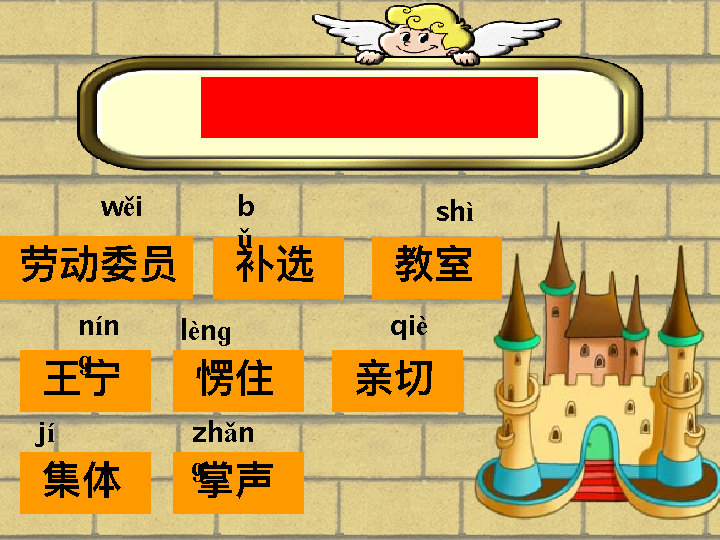 wěi bǔ shì
劳动委员 补选 教室
níng lèng qiè
王宁 愣住 亲切
jí zhǎng
集体 掌声